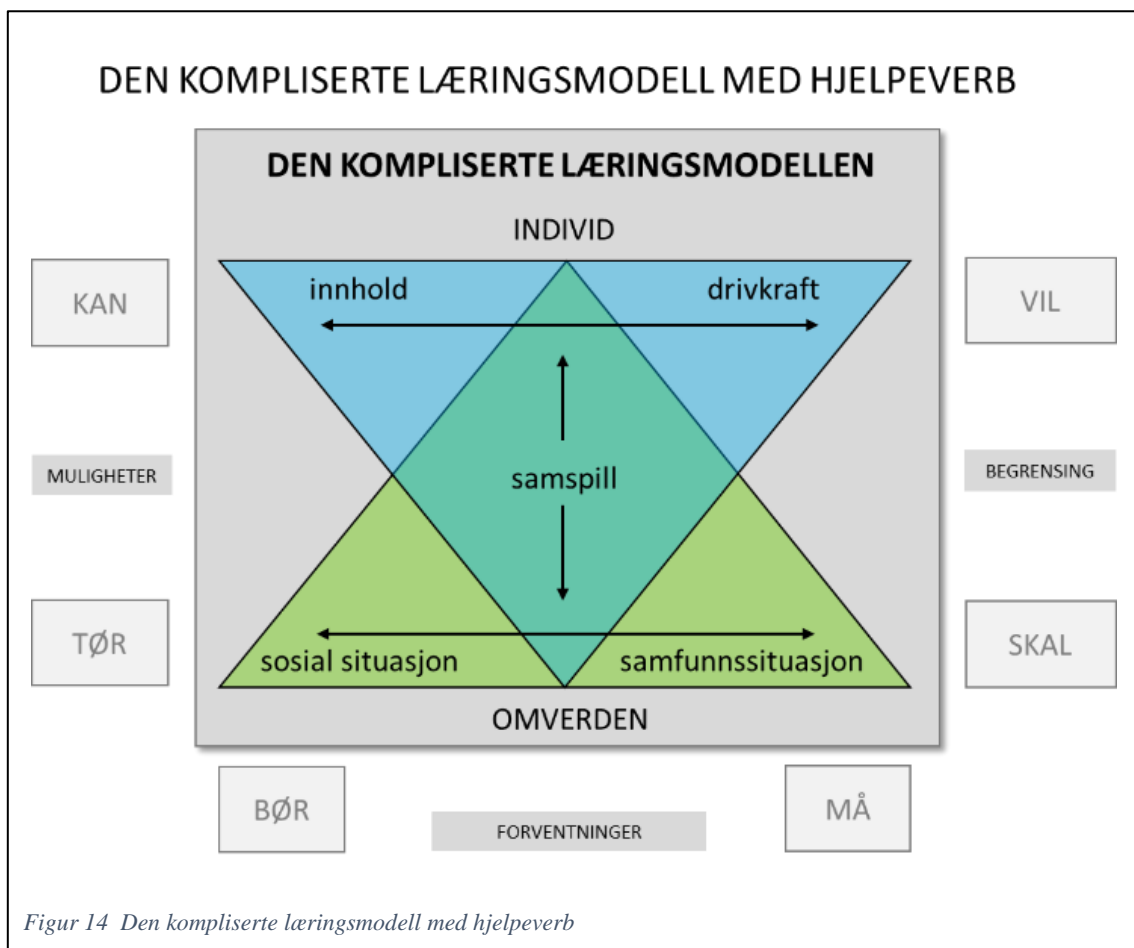 DEN KOMPLISERTE LÆRINGSMODELL MED HJELPEVERB
DEN KOMPLISERTE LÆRINGSMODELLEN
INDIVID
KAN
innhold
drivkraft
VIL
MULIGHETER
samspill
BEGRENSING
TØR
sosial situasjon
samfunnssituasjon
SKAL
OMVERDEN
BØR
FORVENTNINGER
MÅ
Figur 14 Den kompliserte læringsmodell med hjelpeverb